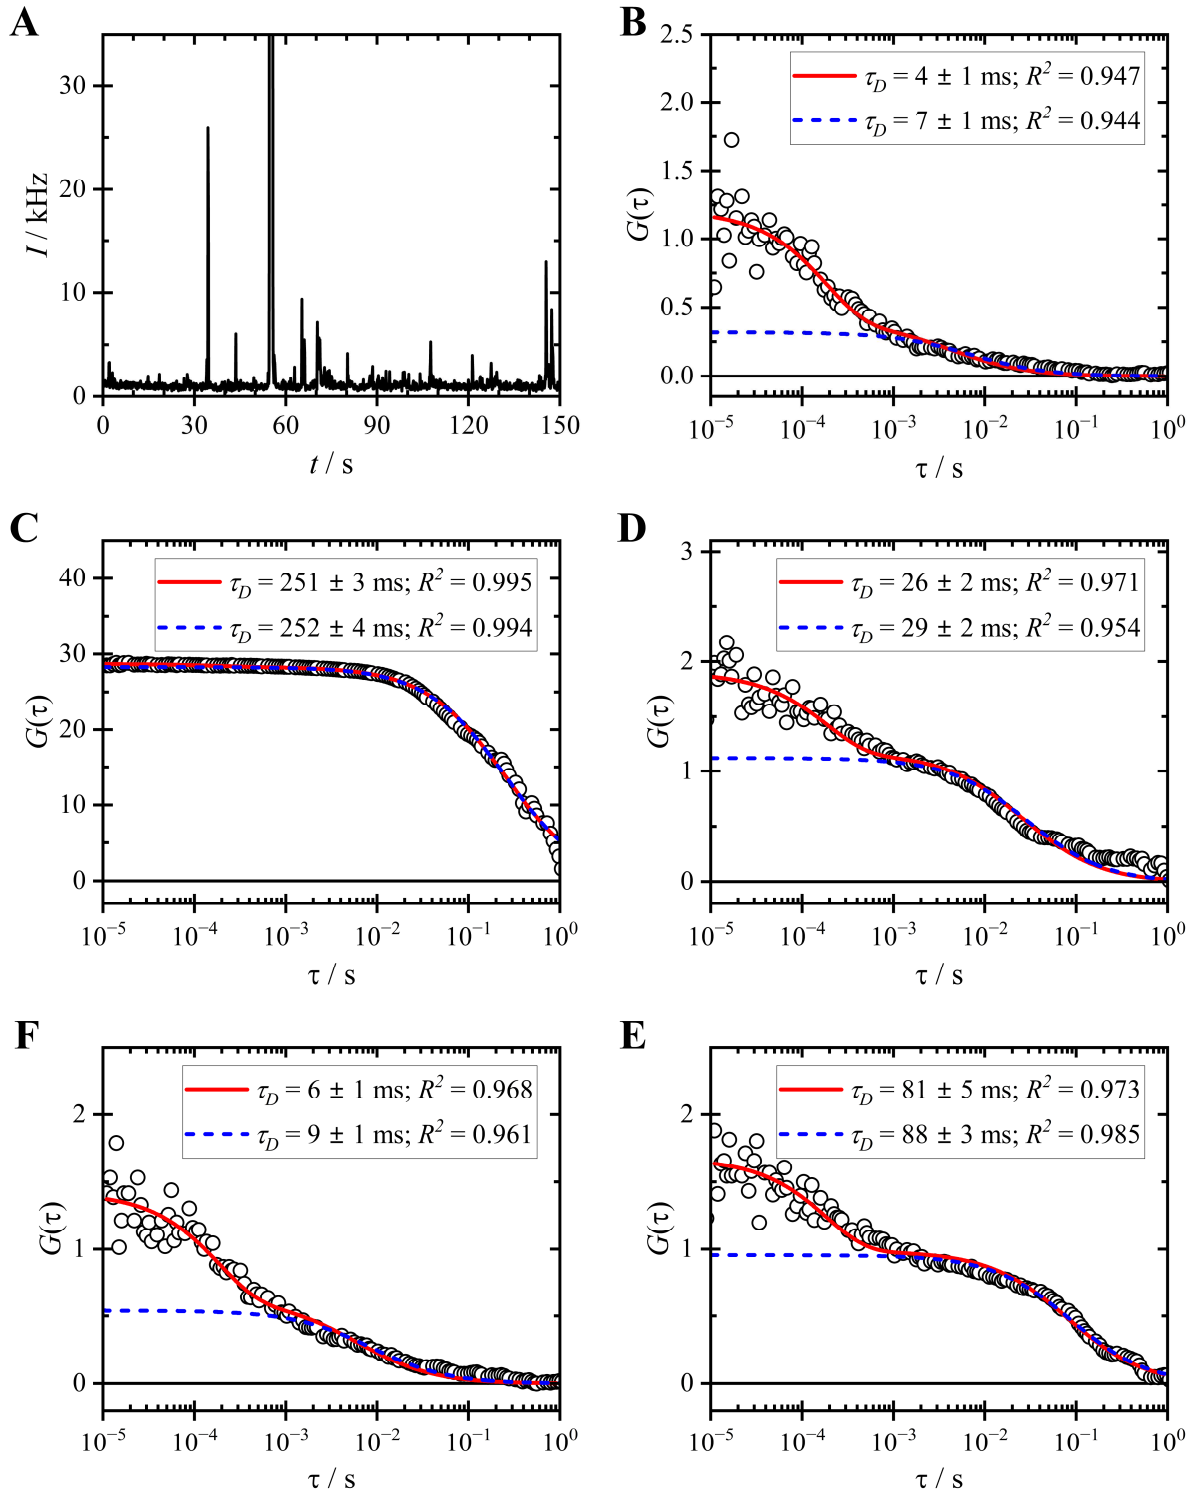 A
I / kHz
30
20
10
0
0 30 60 90 120 150
t / s
B
G(τ)
2.5
2.0
1.5
1.0
0.5
0.0
τD = 4 ± 1 ms; R² = 0.947
τD = 7 ± 1 ms; R² = 0.944
10⁻⁵ 10⁻⁴ 10⁻³ 10⁻² 10⁻¹ 10⁰
τ / s
C
G(τ)
40
30
20
10
0
τD = 251 ± 3 ms; R² = 0.995
τD = 252 ± 4 ms; R² = 0.994
10⁻⁵ 10⁻⁴ 10⁻³ 10⁻² 10⁻¹ 10⁰
τ / s
D
G(τ)
3
2
1
0
τD = 26 ± 2 ms; R² = 0.971
τD = 29 ± 2 ms; R² = 0.954
10⁻⁵ 10⁻⁴ 10⁻³ 10⁻² 10⁻¹ 10⁰
τ / s
F
G(τ)
2
1
0
τD = 6 ± 1 ms; R² = 0.968
τD = 9 ± 1 ms; R² = 0.961
10⁻⁵ 10⁻⁴ 10⁻³ 10⁻² 10⁻¹ 10⁰
τ / s
E
G(τ)
2
1
0
τD = 81 ± 5 ms; R² = 0.973
τD = 88 ± 3 ms; R² = 0.985
10⁻⁵ 10⁻⁴ 10⁻³ 10⁻² 10⁻¹ 10⁰
τ / s